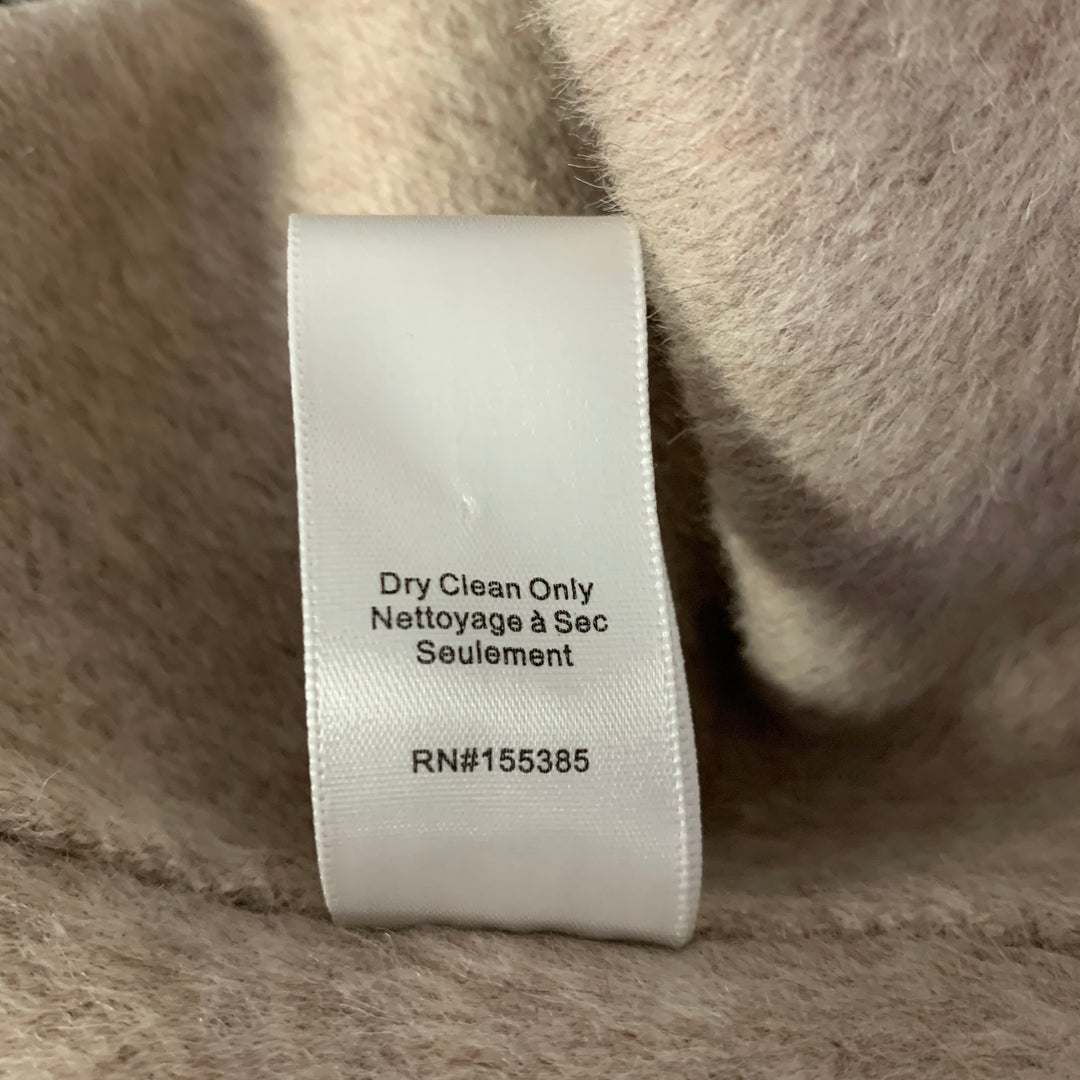 Dry Clean Only
Nettoyage à Sec
Seulement
RN#155385